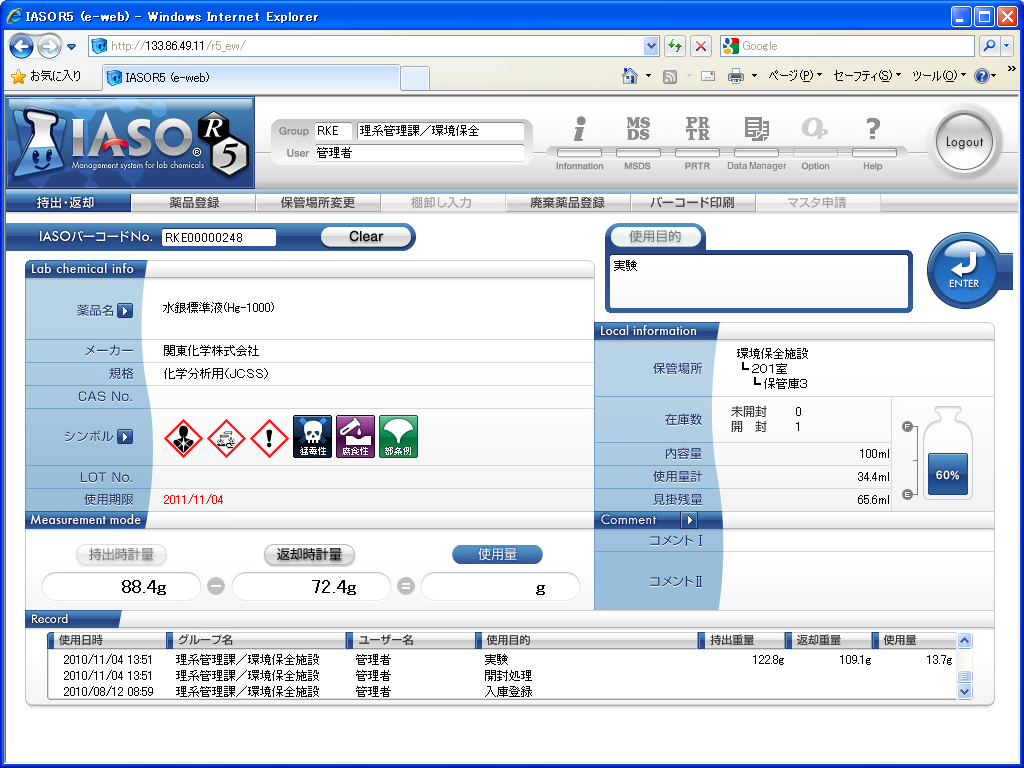 IASOR5 (e-web) - Windows Internet Explorer
http://133.86.49.11/r5_ew/
Google
お気に入り
IASOR5 (e-web)
ページ(P)
セーフティ(S)
ツール(O)
IASO® R5
Management system for lab chemicals
Group RKE 理系管理課／環境保全
User 管理者
i MSDS PRTR Op ?
Information MSDS PRTR Data Manager Option Help
Logout
持出・返却 薬品登録 保管場所変更 棚卸し入力 廃棄薬品登録 バーコード印刷 マスタ申請
IASOバーコードNo. RKE00000248 Clear
使用目的
実験
ENTER
Lab chemical info
薬品名 水銀標準液(Hg-1000)
メーカー 関東化学株式会社
規格 化学分析用(JCSS)
CAS No.
シンボル 猛毒性 腐食性 都条例
LOT No.
使用期限 2011/11/04
Local information
保管場所 環境保全施設
┗201室
┗保管庫3
在庫数 未開封 0
開 封 1
内容量 100ml
使用量計 34.4ml
見掛残量 65.6ml
F
60%
E
Measurement mode
持出時計量 返却時計量 使用量
88.4g － 72.4g ＝ g
Comment
コメントⅠ
コメントⅡ
Record
使用日時 グループ名 ユーザー名 使用目的 持出重量 返却重量 使用量
2010/11/04 13:51 理系管理課／環境保全施設 管理者 実験 122.8g 109.1g 13.7g
2010/11/04 13:51 理系管理課／環境保全施設 管理者 開封処理
2010/08/12 08:59 理系管理課／環境保全施設 管理者 入庫登録